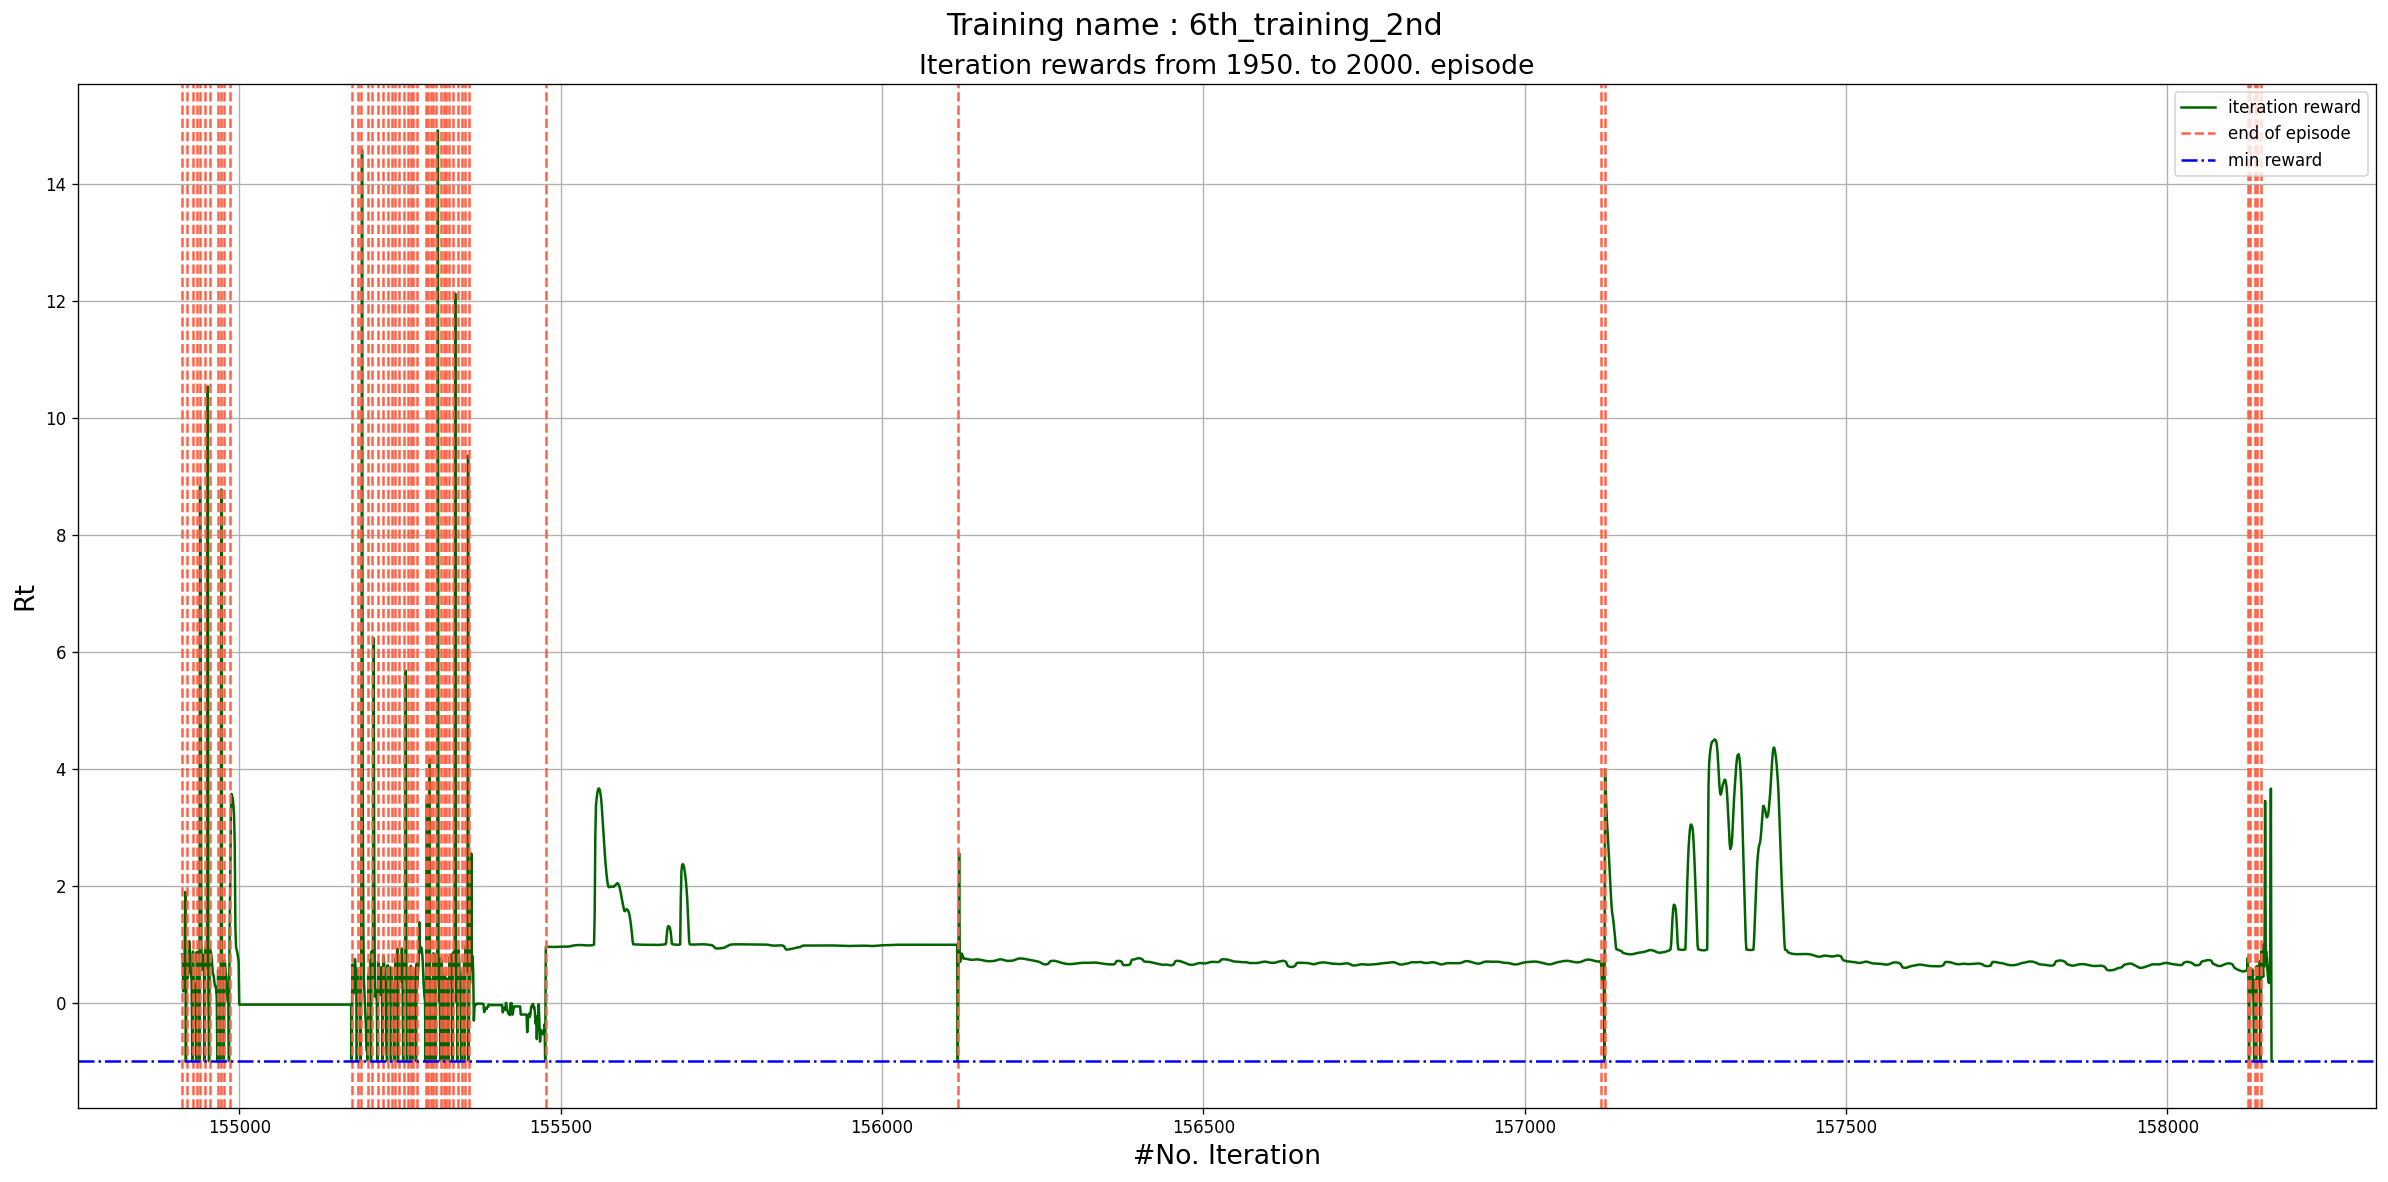 Training name : 6th_training_2nd
Iteration rewards from 1950. to 2000. episode
iteration reward
end of episode
min reward
14
12
10
8
6
4
2
0
Rt
155000 155500 156000 156500 157000 157500 158000
#No. Iteration